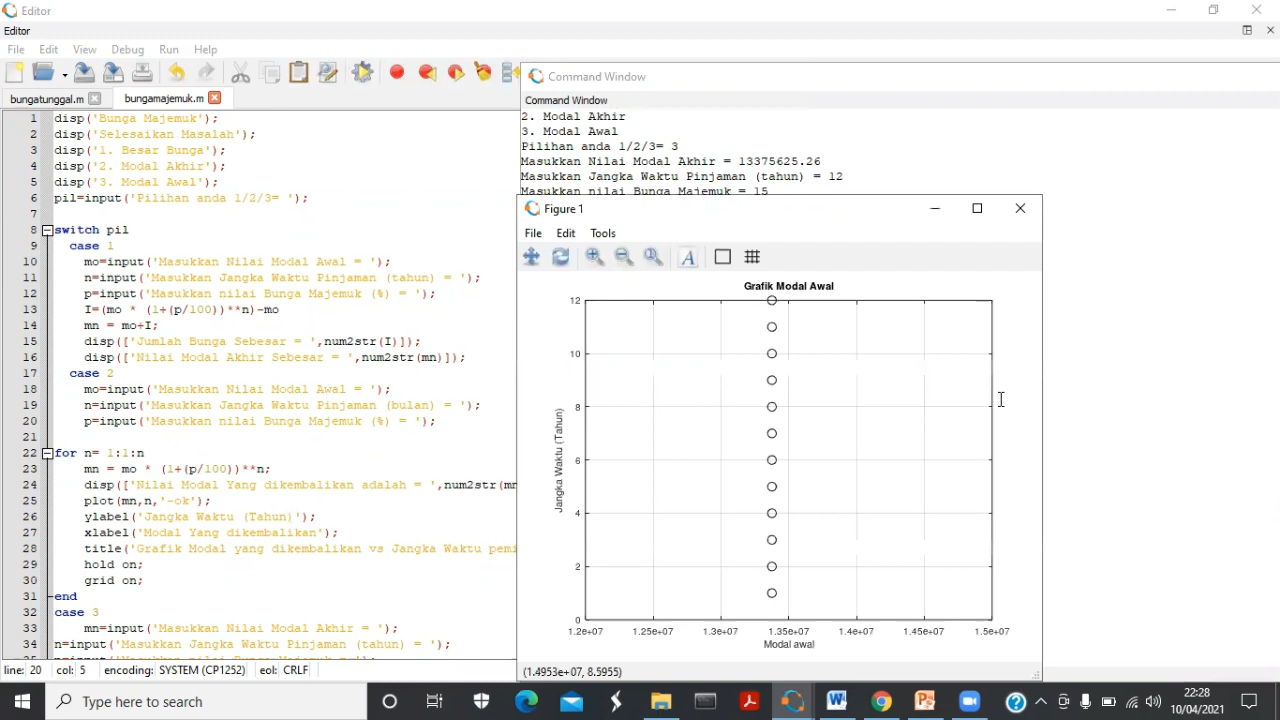 Editor
Editor
File Edit View Debug Run Help
bungatunggal.m bungamajemuk.m
1 disp('Bunga Majemuk');
2 disp('Selesaikan Masalah');
3 disp('1. Besar Bunga');
4 disp('2. Modal Akhir');
5 disp('3. Modal Awal');
6 pil=input('Pilihan anda 1/2/3= ');
7
8 switch pil
9 case 1
10 mo=input('Masukkan Nilai Modal Awal = ');
11 n=input('Masukkan Jangka Waktu Pinjaman (tahun) = ');
12 p=input('Masukkan nilai Bunga Majemuk (%) = ');
13 I=(mo * (1+(p/100))**n)-mo
14 mn = mo+I;
15 disp(['Jumlah Bunga Sebesar = ',num2str(I)]);
16 disp(['Nilai Modal Akhir Sebesar = ',num2str(mn)]);
17 case 2
18 mo=input('Masukkan Nilai Modal Awal = ');
19 n=input('Masukkan Jangka Waktu Pinjaman (bulan) = ');
20 p=input('Masukkan nilai Bunga Majemuk (%) = ');
21
22 for n= 1:1:n
23 mn = mo * (1+(p/100))**n;
24 disp(['Nilai Modal Yang dikembalikan adalah = ',num2str(mn
25 plot(mn,n,'-ok');
26 ylabel('Jangka Waktu (Tahun)');
27 xlabel('Modal Yang dikembalikan');
28 title('Grafik Modal yang dikembalikan vs Jangka Waktu pemi
29 hold on;
30 grid on;
31 end
32 case 3
33 mn=input('Masukkan Nilai Modal Akhir = ');
34 n=input('Masukkan Jangka Waktu Pinjaman (tahun) = ');
line: 20 col: 5 encoding: SYSTEM (CP1252) eol: CRLF
Command Window
Command Window
2. Modal Akhir
3. Modal Awal
Pilihan anda 1/2/3= 3
Masukkan Nilai Modal Akhir = 13375625.26
Masukkan Jangka Waktu Pinjaman (tahun) = 12
Masukkan nilai Bunga Majemuk = 15
Figure 1
File Edit Tools
A
Grafik Modal Awal
12
10
8
6
4
2
0
Jangka Waktu (Tahun)
1.2e+07 1.25e+07 1.3e+07 1.35e+07 1.4e+07 1.45e+07 1.5e+07
Modal awal
(1.4953e+07, 8.5955)
Type here to search
22:28
10/04/2021